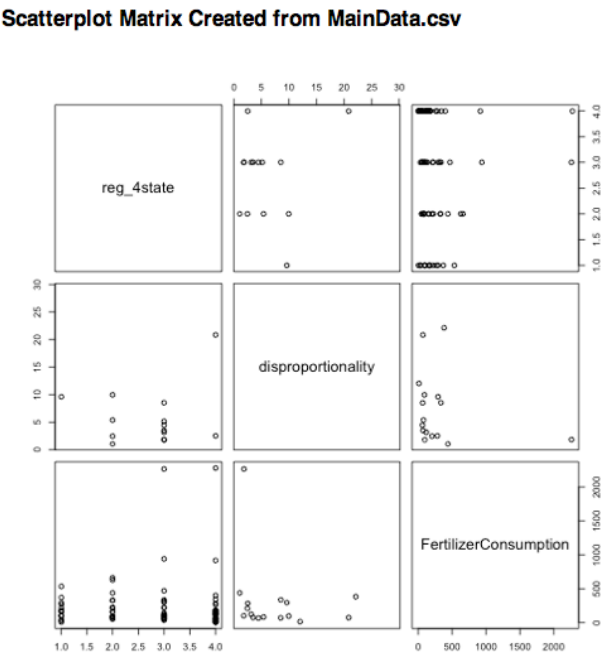 Scatterplot Matrix Created from MainData.csv
0 5 10 15 20 25 30
reg_4state
1.0 1.5 2.0 2.5 3.0 3.5 4.0
0 5 10 15 20 25 30
disproportionality
FertilizerConsumption
0 500 1000 1500 2000
1.0 1.5 2.0 2.5 3.0 3.5 4.0
0 500 1000 1500 2000